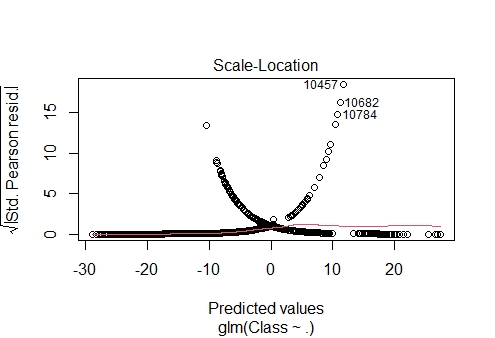 Scale-Location
√|Std. Pearson resid.|
0 5 10 15
10457
10682
10784
-30 -20 -10 0 10 20
Predicted values
glm(Class ~ .)